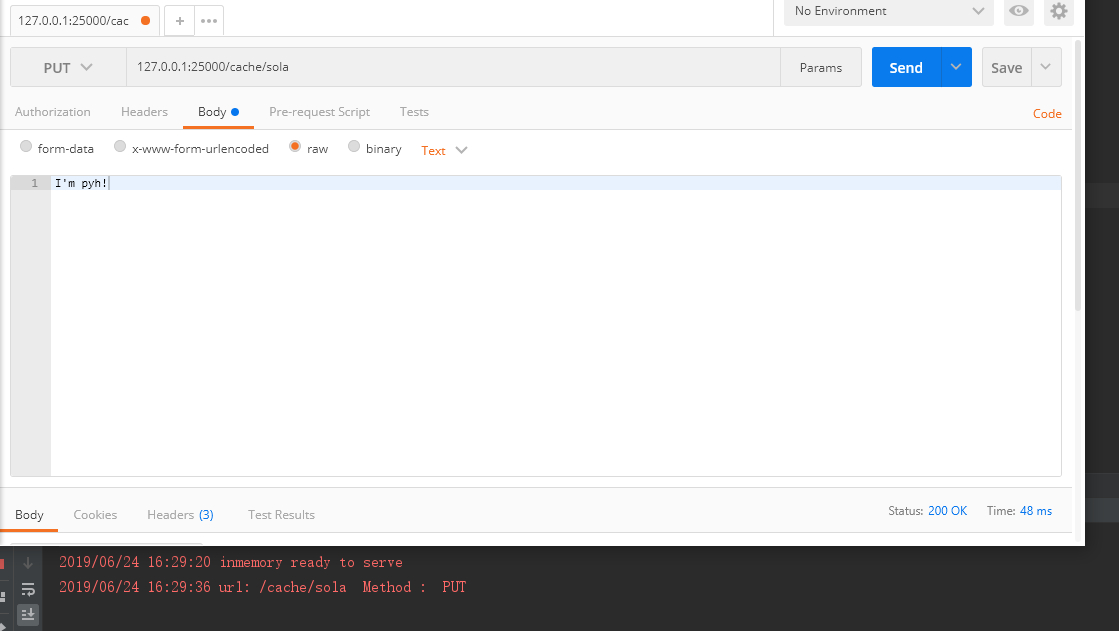 127.0.0.1:25000/cac
+
•••
No Environment
PUT
127.0.0.1:25000/cache/sola
Params
Send
Save
Authorization
Headers
Body
Pre-request Script
Tests
Code
form-data
x-www-form-urlencoded
raw
binary
Text
1
I'm pyh!
Body
Cookies
Headers (3)
Test Results
Status: 200 OK
Time: 48 ms
2019/06/24 16:29:20 inmemory ready to serve
2019/06/24 16:29:36 url: /cache/sola  Method :  PUT